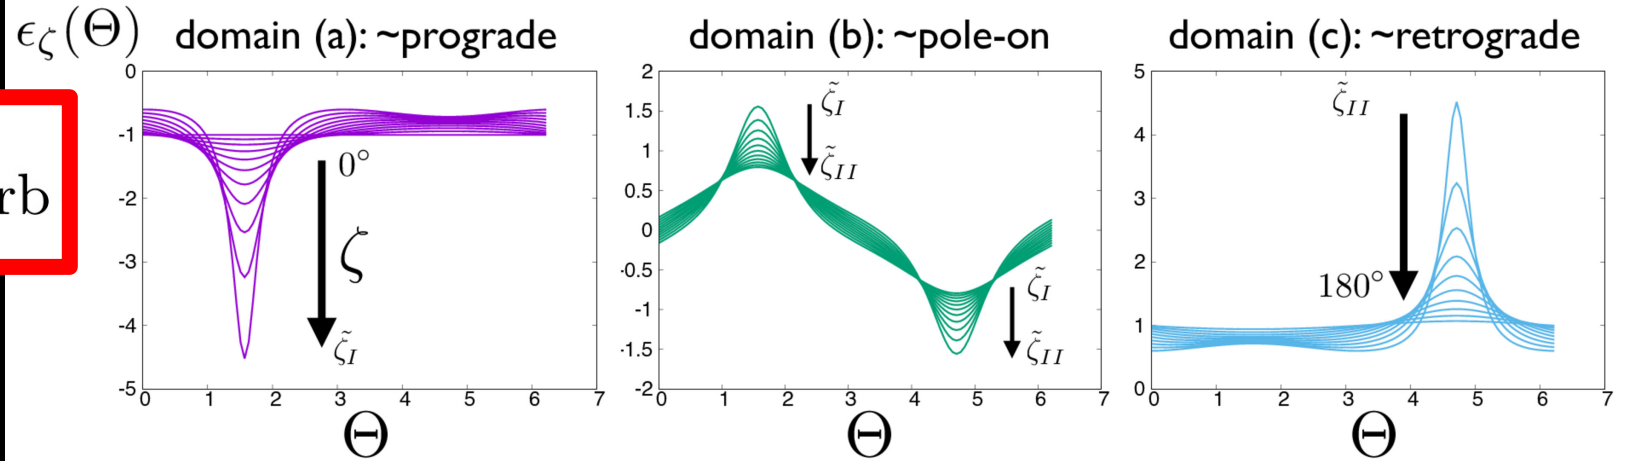 ϵ_ζ(Θ)
domain (a): ~prograde
domain (b): ~pole-on
domain (c): ~retrograde
rb
0
-1
-2
-3
-4
-5
0 1 2 3 4 5 6 7
0°
ζ
ζ̃_I
Θ
2
1.5
1
0.5
0
-0.5
-1
-1.5
-2
0 1 2 3 4 5 6 7
ζ̃_I
ζ̃_II
ζ̃_I
ζ̃_II
Θ
5
4
3
2
1
0
0 1 2 3 4 5 6 7
ζ̃_II
180°
Θ